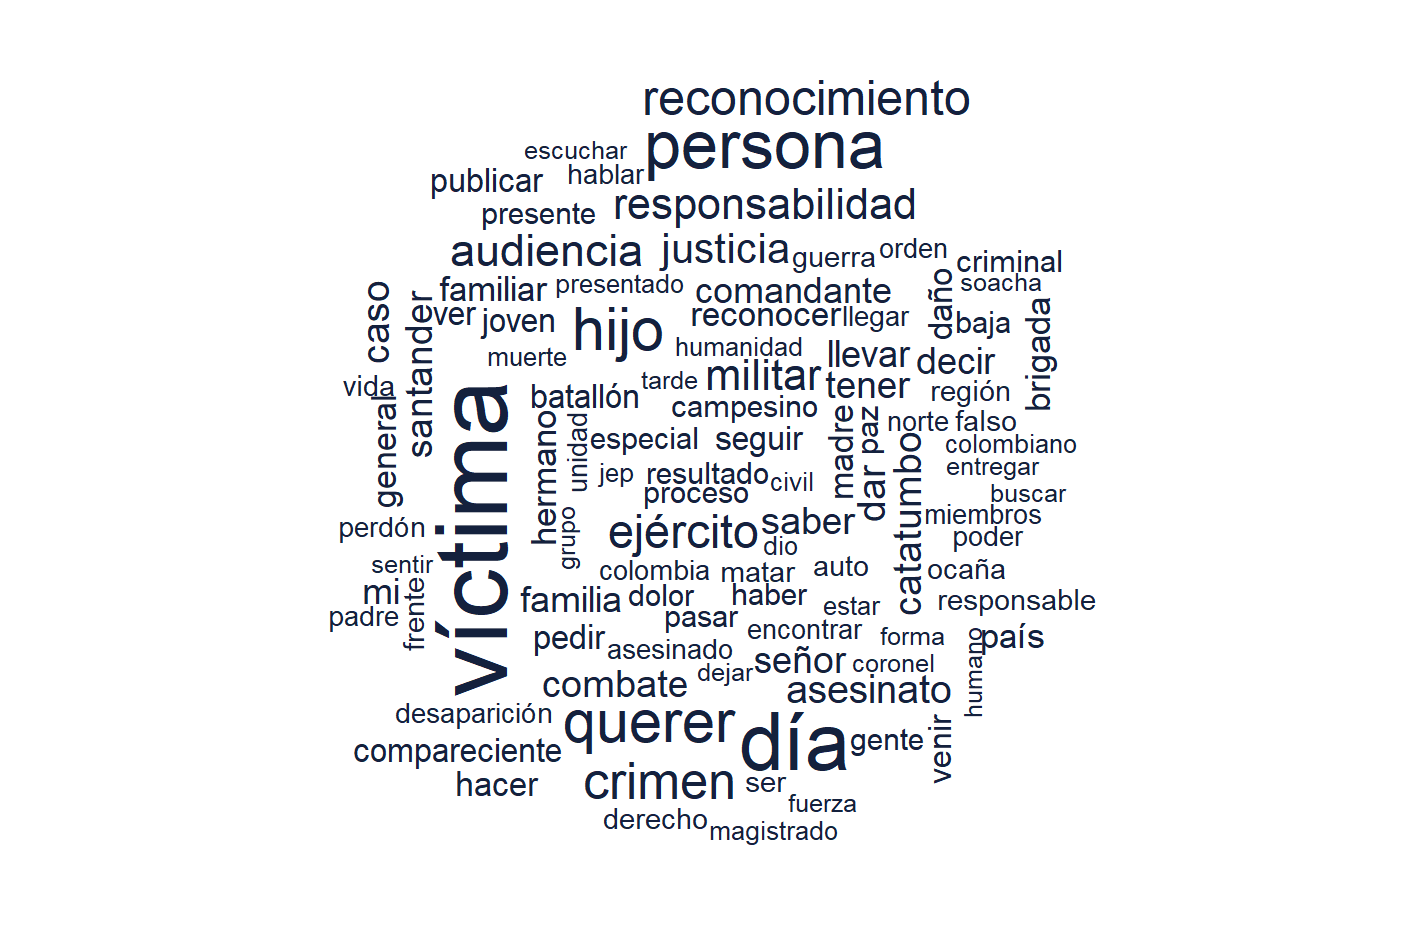 reconocimiento
persona
escuchar
hablar
publicar
presente
responsabilidad
audiencia
justicia
guerra
orden
criminal
soacha
familiar
presentado
comandante
daño
caso
santander
ver
joven
hijo
reconocer
llegar
baja
brigada
muerte
humanidad
llevar
decir
vida
tarde
militar
tener
región
batallón
campesino
general
víctima
hermano
unidad
especial
seguir
madre
paz
dar
norte
falso
colombiano
catatumbo
entregar
jep
resultado
civil
proceso
buscar
miembros
perdón
grupo
ejército
saber
dio
poder
sentir
colombia
matar
auto
ocaña
mi
padre
frente
familia
dolor
haber
estar
responsable
pasar
encontrar
forma
humano
país
pedir
asesinado
dejar
señor
coronel
combate
asesinato
desaparición
querer
día
gente
venir
compareciente
hacer
crimen
ser
fuerza
derecho
magistrado